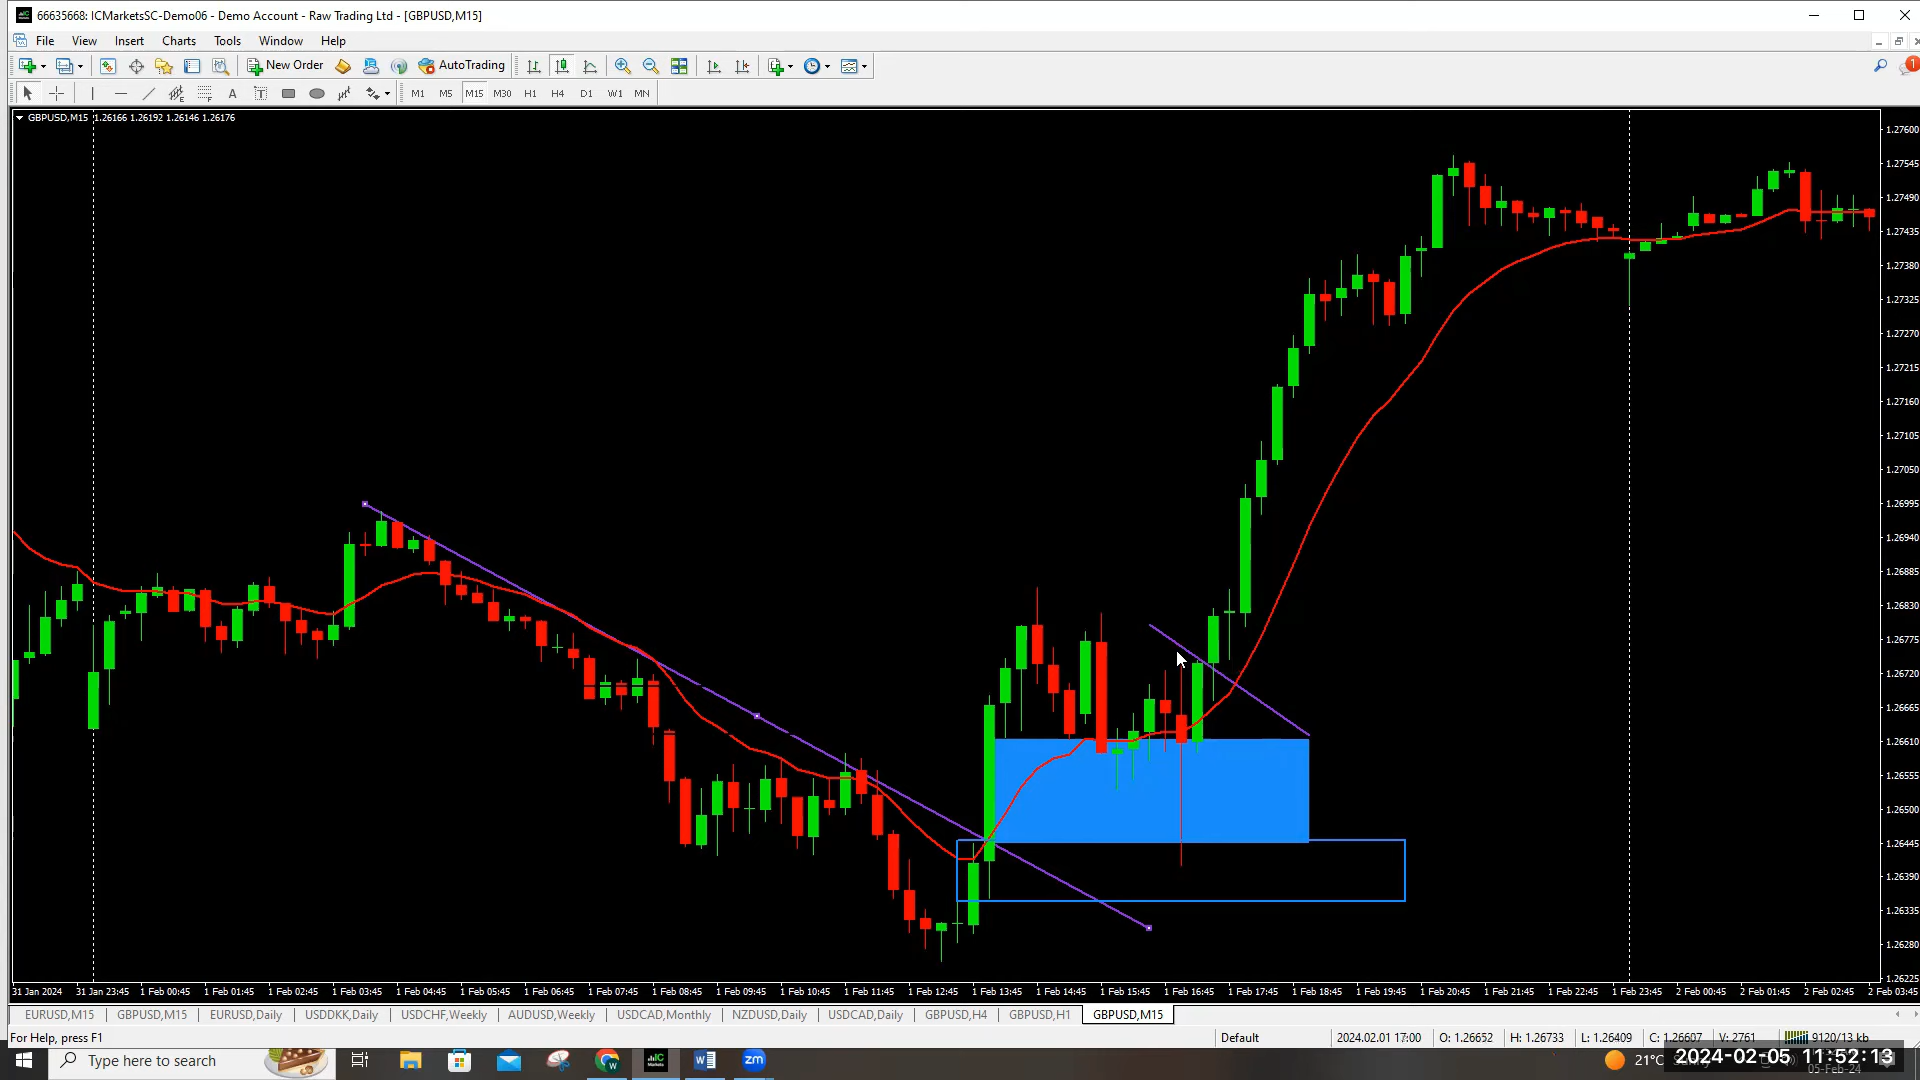 66635668: ICMarketsSC-Demo06 - Demo Account - Raw Trading Ltd - [GBPUSD,M15]
File View Insert Charts Tools Window Help
New Order AutoTrading 1
A T M1 M5 M15 M30 H1 H4 D1 W1 MN
GBPUSD,M15 1.26166 1.26192 1.26146 1.26176
1.27600
1.27545
1.27490
1.27435
1.27380
1.27325
1.27270
1.27215
1.27160
1.27105
1.27050
1.26995
1.26940
1.26885
1.26830
1.26775
1.26720
1.26665
1.26610
1.26555
1.26500
1.26445
1.26390
1.26335
1.26280
1.26225
31 Jan 2024 31 Jan 23:45 1 Feb 00:45 1 Feb 01:45 1 Feb 02:45 1 Feb 03:45 1 Feb 04:45 1 Feb 05:45 1 Feb 06:45 1 Feb 07:45 1 Feb 08:45 1 Feb 09:45 1 Feb 10:45 1 Feb 11:45 1 Feb 12:45 1 Feb 13:45 1 Feb 14:45 1 Feb 15:45 1 Feb 16:45 1 Feb 17:45 1 Feb 18:45 1 Feb 19:45 1 Feb 20:45 1 Feb 21:45 1 Feb 22:45 1 Feb 23:45 2 Feb 00:45 2 Feb 01:45 2 Feb 02:45 2 Feb 03:45
EURUSD,M15 GBPUSD,M15 EURUSD,Daily USDDKK,Daily USDCHF,Weekly AUDUSD,Weekly USDCAD,Monthly NZDUSD,Daily USDCAD,Daily GBPUSD,H4 GBPUSD,H1 GBPUSD,M15
For Help, press F1 Default 2024.02.01 17:00 O: 1.26652 H: 1.26733 L: 1.26409 C: 1.26607 V: 2761 9120/13 kb
Type here to search IC Markets W zm 21°C 2024-02-05 11:52:13
05-Feb-24